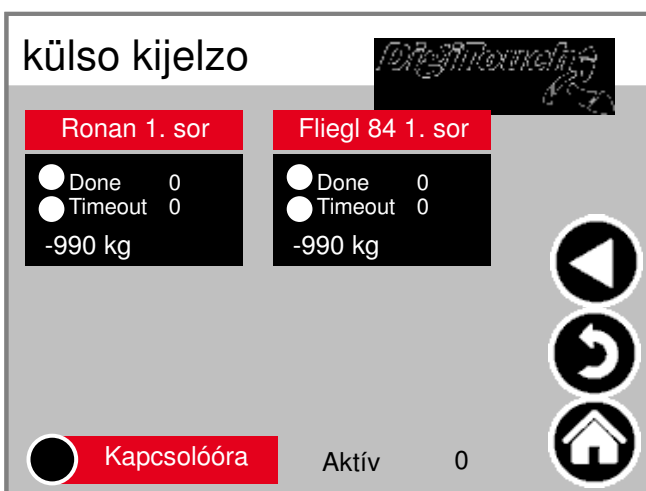 külso kijelzo
DigiTouch
Ronan 1. sor
Fliegl 84 1. sor
Done 0
Timeout 0
-990 kg
Done 0
Timeout 0
-990 kg
Kapcsolóóra
Aktív 0